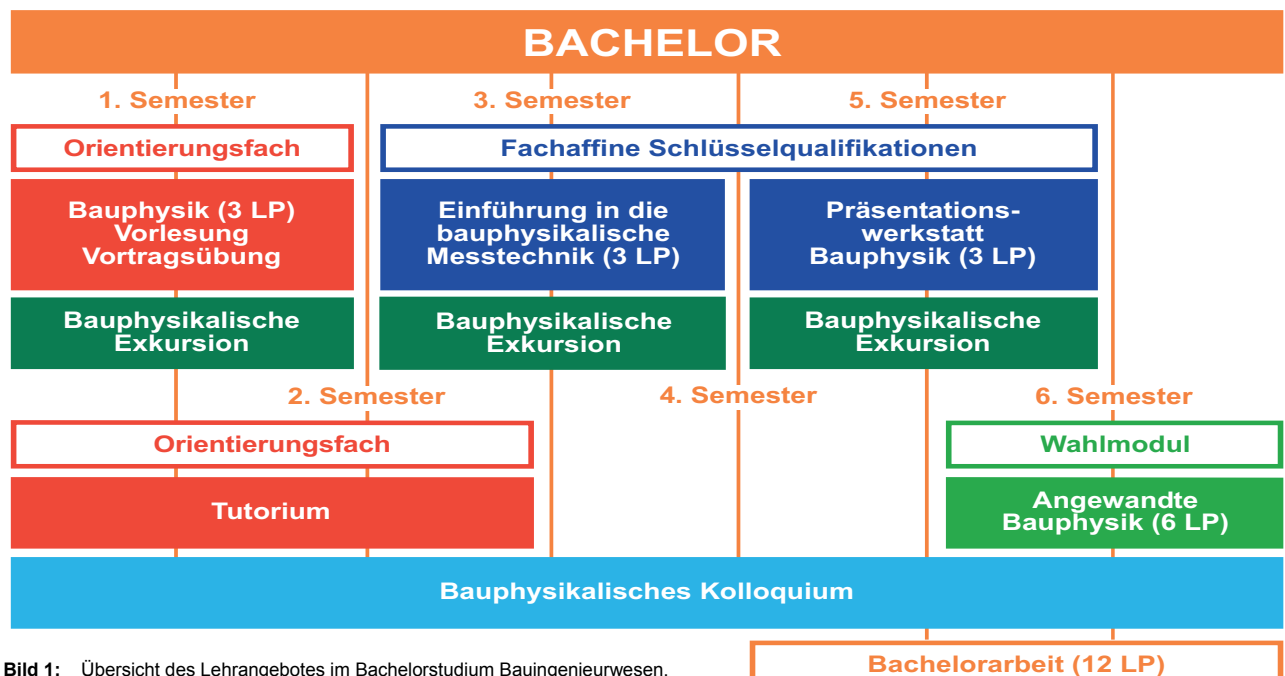 BACHELOR
1. Semester
3. Semester
5. Semester
Orientierungsfach
Fachaffine Schlüsselqualifikationen
Bauphysik (3 LP)
Vorlesung
Vortragsübung
Einführung in die
bauphysikalische
Messtechnik (3 LP)
Präsentations-
werkstatt
Bauphysik (3 LP)
Bauphysikalische
Exkursion
Bauphysikalische
Exkursion
Bauphysikalische
Exkursion
2. Semester
4. Semester
6. Semester
Orientierungsfach
Wahlmodul
Tutorium
Angewandte
Bauphysik (6 LP)
Bauphysikalisches Kolloquium
Bachelorarbeit (12 LP)
Bild 1: Übersicht des Lehrangebotes im Bachelorstudium Bauingenieurwesen.